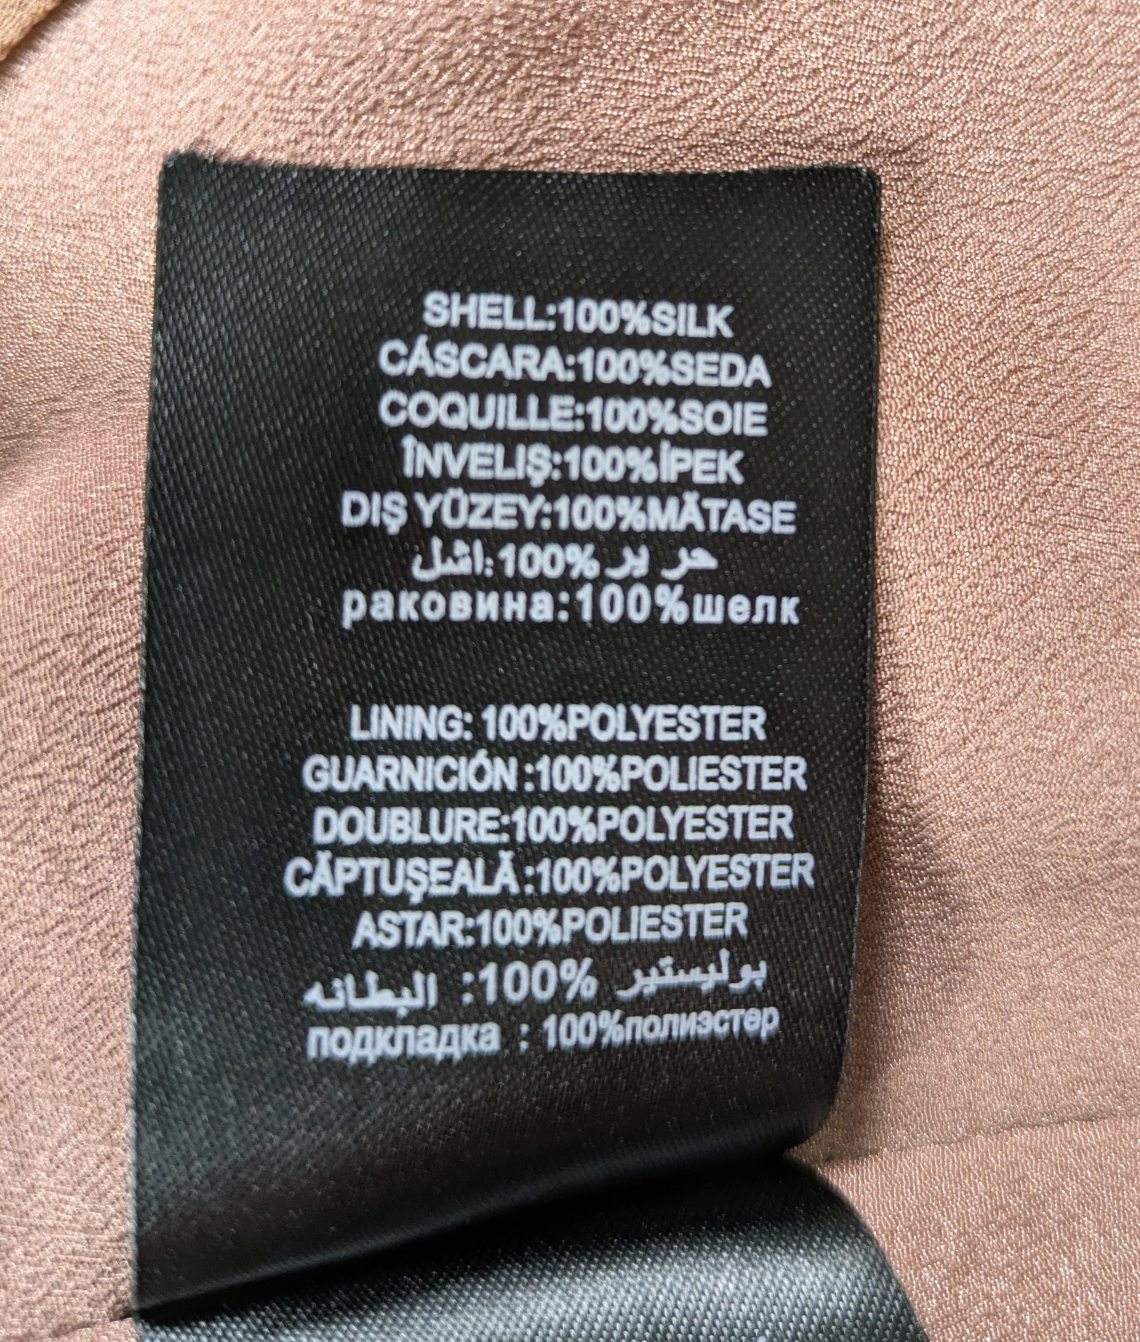 SHELL:100%SILK
CÁSCARA:100%SEDA
COQUILLE:100%SOIE
ÎNVELIŞ:100%İPEK
DIŞ YÜZEY:100%MĂTASE
اشل:100% حر ير
раковина:100%шелк
LINING: 100%POLYESTER
GUARNICIÓN :100%POLIESTER
DOUBLURE:100%POLYESTER
CĂPTUŞEALĂ :100%POLYESTER
ASTAR:100%POLIESTER
البطانه :100% بوليستير
подкладка : 100%полиэстер